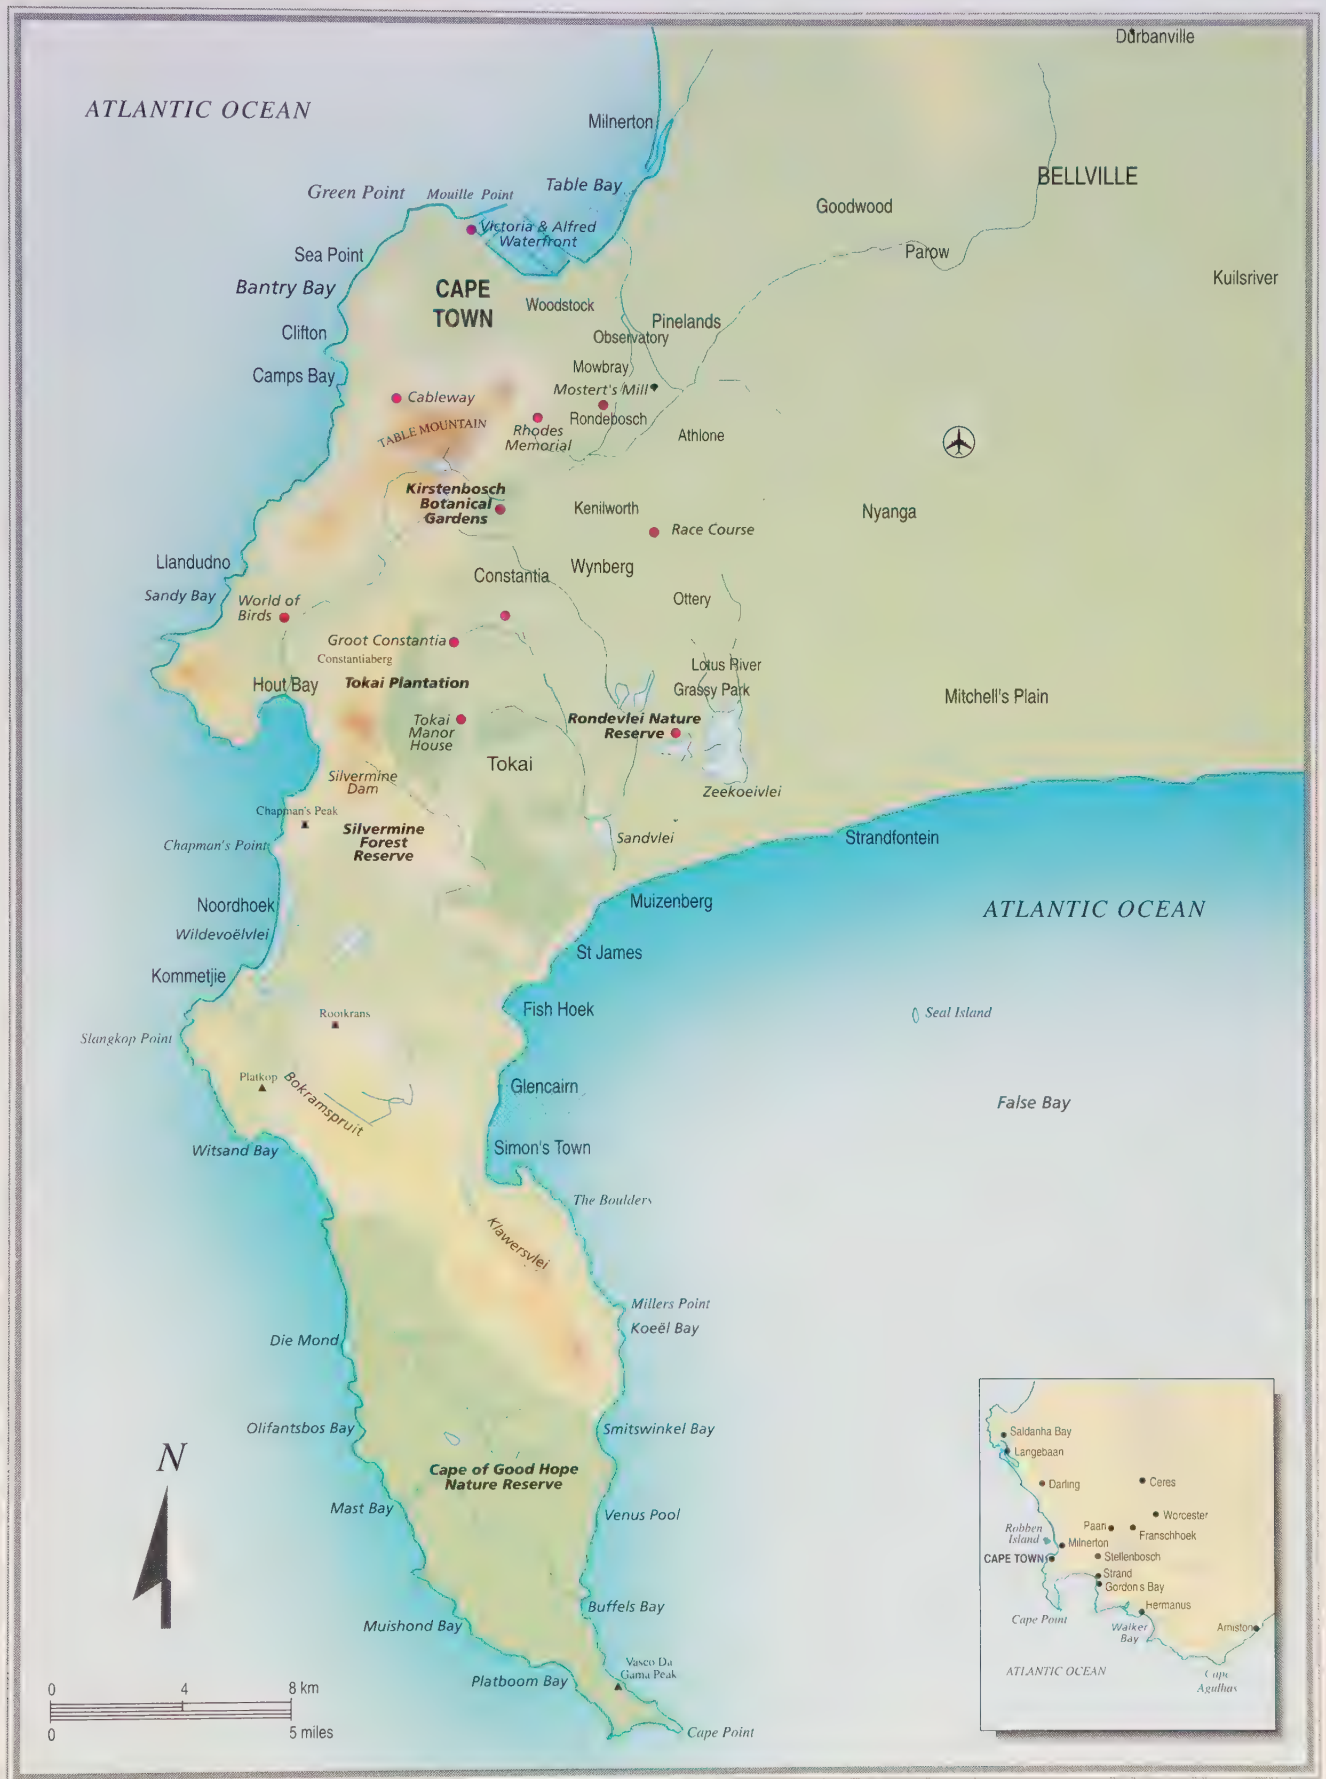 Durbanville
ATLANTIC OCEAN
Milnerton
BELLVILLE
Green Point
Mouille Point
Table Bay
Goodwood
Victoria & Alfred
Waterfront
Sea Point
Parow
Bantry Bay
CAPE
TOWN
Kuilsriver
Woodstock
Pinelands
Clifton
Observatory
Camps Bay
Mowbray
Mostert's Mill
Cableway
TABLE MOUNTAIN
Rhodes
Memorial
Rondebosch
Athlone
Kirstenbosch
Botanical
Gardens
Kenilworth
Nyanga
Race Course
Llandudno
Constantia
Wynberg
Sandy Bay
World of
Birds
Ottery
Groot Constantia
Constantiaberg
Lotus River
Hout Bay
Tokai Plantation
Grassy Park
Mitchell's Plain
Tokai
Manor
House
Rondevlei Nature
Reserve
Tokai
Silvermine
Dam
Zeekoeivlei
Chapman's Peak
Silvermine
Forest
Reserve
Chapman's Point
Sandvlei
Strandfontein
Noordhoek
Muizenberg
ATLANTIC OCEAN
Wildevoëlvlei
St James
Kommetjie
Fish Hoek
Seal Island
Rooikrans
Slangkop Point
Platkop
Bokramspruit
Glencairn
False Bay
Witsand Bay
Simon's Town
The Boulders
Klawersvlei
Millers Point
Koeël Bay
Die Mond
Olifantsbos Bay
Smitswinkel Bay
N
Cape of Good Hope
Nature Reserve
Mast Bay
Venus Pool
Buffels Bay
Muishond Bay
Vasco Da
Gama Peak
Platboom Bay
Cape Point
0 4 8 km
0 5 miles
Saldanha Bay
Langebaan
Darling
Ceres
Worcester
Paarl
Franschhoek
Robben
Island
Milnerton
CAPE TOWN
Stellenbosch
Strand
Gordon's Bay
Hermanus
Cape Point
Walker
Bay
Arniston
ATLANTIC OCEAN
Cape
Agulhas